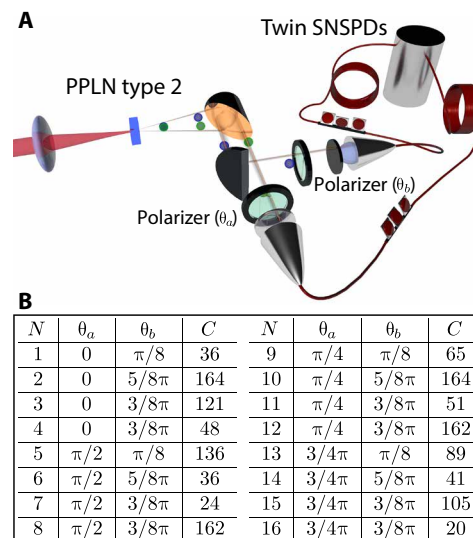 A
Twin SNSPDs
PPLN type 2
Polarizer (θb)
Polarizer (θa)
B
N θa θb C N θa θb C
1 0 π/8 36 9 π/4 π/8 65
2 0 5/8π 164 10 π/4 5/8π 164
3 0 3/8π 121 11 π/4 3/8π 51
4 0 3/8π 48 12 π/4 3/8π 162
5 π/2 π/8 136 13 3/4π π/8 89
6 π/2 5/8π 36 14 3/4π 5/8π 41
7 π/2 3/8π 24 15 3/4π 3/8π 105
8 π/2 3/8π 162 16 3/4π 3/8π 20